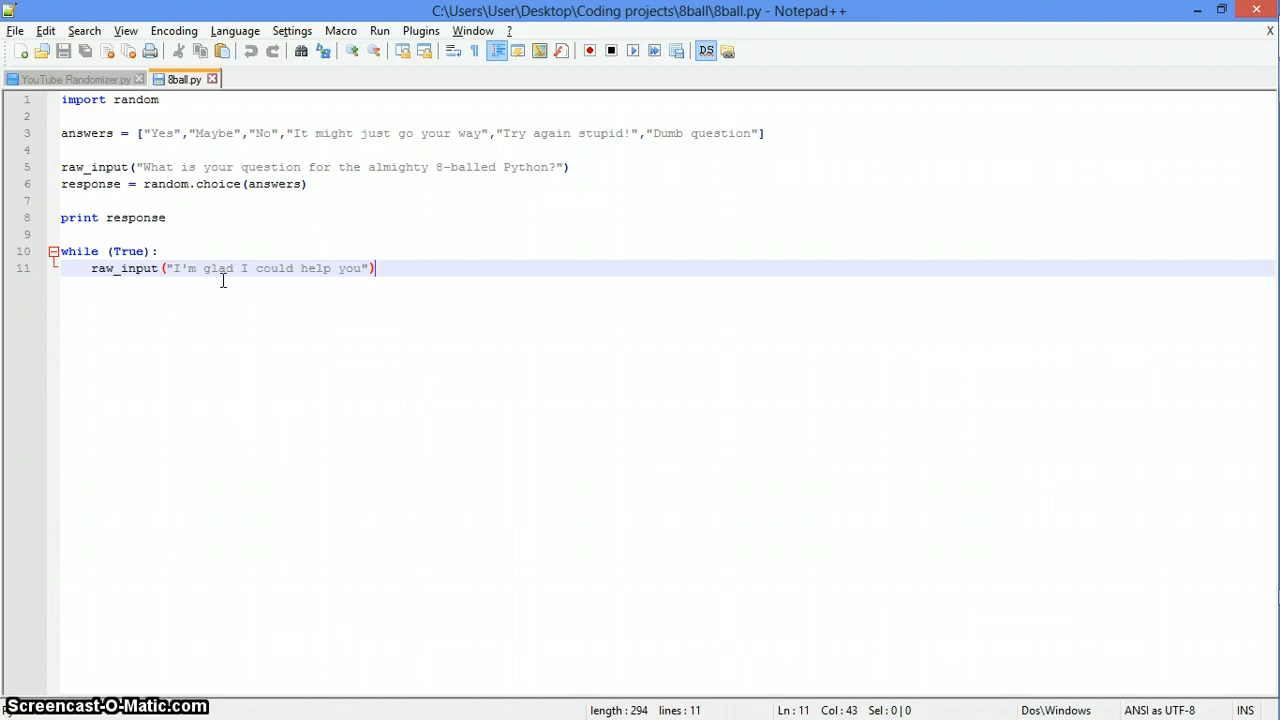 C:\Users\User\Desktop\Coding projects\8ball\8ball.py - Notepad++
File Edit Search View Encoding Language Settings Macro Run Plugins Window ? X
YouTube Randomizer.py 8ball.py
1 import random
2
3 answers = ["Yes","Maybe","No","It might just go your way","Try again stupid!","Dumb question"]
4
5 raw_input("What is your question for the almighty 8-balled Python?")
6 response = random.choice(answers)
7
8 print response
9
10 while (True):
11 raw_input("I'm glad I could help you")
Screencast-O-Matic.com length : 294 lines : 11 Ln : 11 Col : 43 Sel : 0 | 0 Dos\Windows ANSI as UTF-8 INS